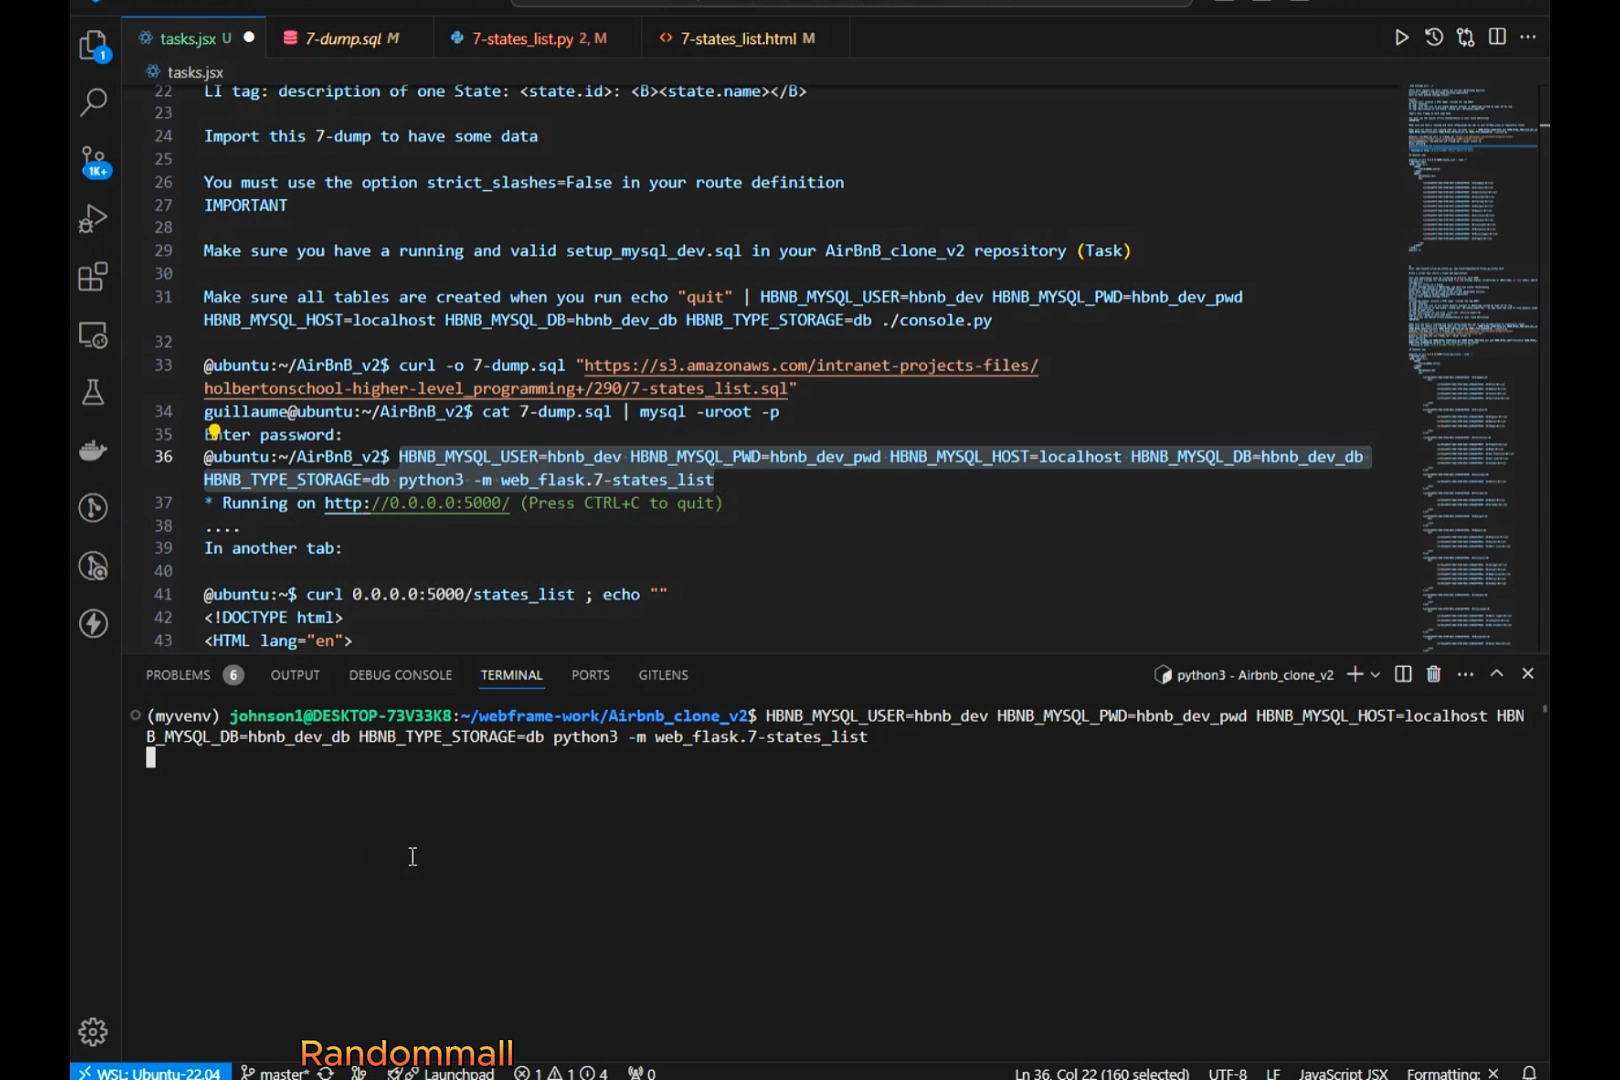 tasks.jsx U
7-dump.sql M
7-states_list.py 2, M
7-states_list.html M
tasks.jsx
22 LI tag: description of one State: <state.id>: <B><state.name></B>
23
24 Import this 7-dump to have some data
25
26 You must use the option strict_slashes=False in your route definition
27 IMPORTANT
28
29 Make sure you have a running and valid setup_mysql_dev.sql in your AirBnB_clone_v2 repository (Task)
30
31 Make sure all tables are created when you run echo "quit" | HBNB_MYSQL_USER=hbnb_dev HBNB_MYSQL_PWD=hbnb_dev_pwd
HBNB_MYSQL_HOST=localhost HBNB_MYSQL_DB=hbnb_dev_db HBNB_TYPE_STORAGE=db ./console.py
32
33 @ubuntu:~/AirBnB_v2$ curl -o 7-dump.sql "https://s3.amazonaws.com/intranet-projects-files/
holbertonschool-higher-level_programming+/290/7-states_list.sql"
34 guillaume@ubuntu:~/AirBnB_v2$ cat 7-dump.sql | mysql -uroot -p
35 Enter password:
36 @ubuntu:~/AirBnB_v2$ HBNB_MYSQL_USER=hbnb_dev HBNB_MYSQL_PWD=hbnb_dev_pwd HBNB_MYSQL_HOST=localhost HBNB_MYSQL_DB=hbnb_dev_db
HBNB_TYPE_STORAGE=db python3 -m web_flask.7-states_list
37 * Running on http://0.0.0.0:5000/ (Press CTRL+C to quit)
38 ....
39 In another tab:
40
41 @ubuntu:~$ curl 0.0.0.0:5000/states_list ; echo ""
42 <!DOCTYPE html>
43 <HTML lang="en">
1
1K+
PROBLEMS 6 OUTPUT DEBUG CONSOLE TERMINAL PORTS GITLENS python3 - Airbnb_clone_v2
(myvenv) johnson1@DESKTOP-73V33K8:~/webframe-work/Airbnb_clone_v2$ HBNB_MYSQL_USER=hbnb_dev HBNB_MYSQL_PWD=hbnb_dev_pwd HBNB_MYSQL_HOST=localhost HBN
B_MYSQL_DB=hbnb_dev_db HBNB_TYPE_STORAGE=db python3 -m web_flask.7-states_list
Randommall
WSL: Ubuntu-22.04 master* Launchpad 1 1 4 0 Ln 36, Col 22 (160 selected) UTF-8 LF JavaScript JSX Formatting: ✕